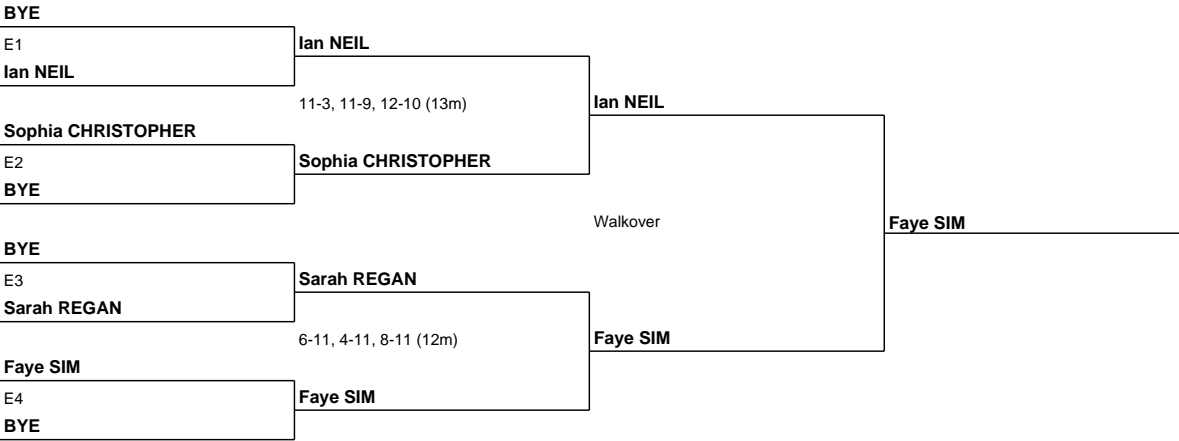 BYE
E1
Ian NEIL
Ian NEIL
11-3, 11-9, 12-10 (13m)
Ian NEIL
Sophia CHRISTOPHER
E2
Sophia CHRISTOPHER
BYE
Walkover
Faye SIM
BYE
E3
Sarah REGAN
Sarah REGAN
6-11, 4-11, 8-11 (12m)
Faye SIM
Faye SIM
E4
Faye SIM
BYE